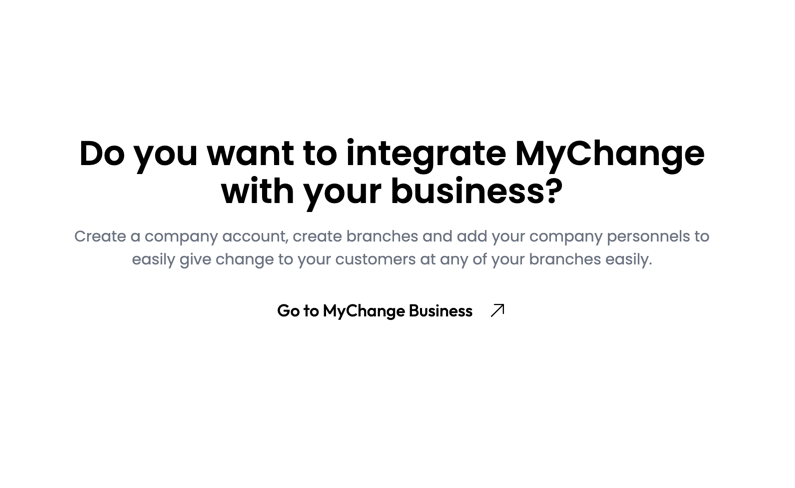 Do you want to integrate MyChange
with your business?
Create a company account, create branches and add your company personnels to
easily give change to your customers at any of your branches easily.
Go to MyChange Business